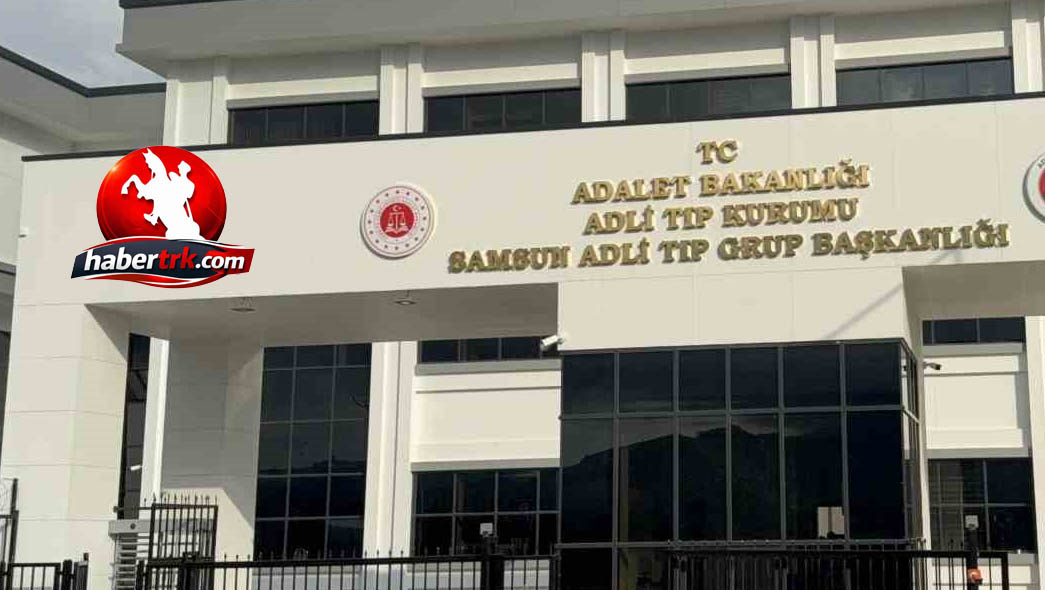 TC
ADALET BAKANLIĞI
ADLİ TIP KURUMU
SAMSUN ADLİ TIP GRUP BAŞKANLIĞI
habertrk.com